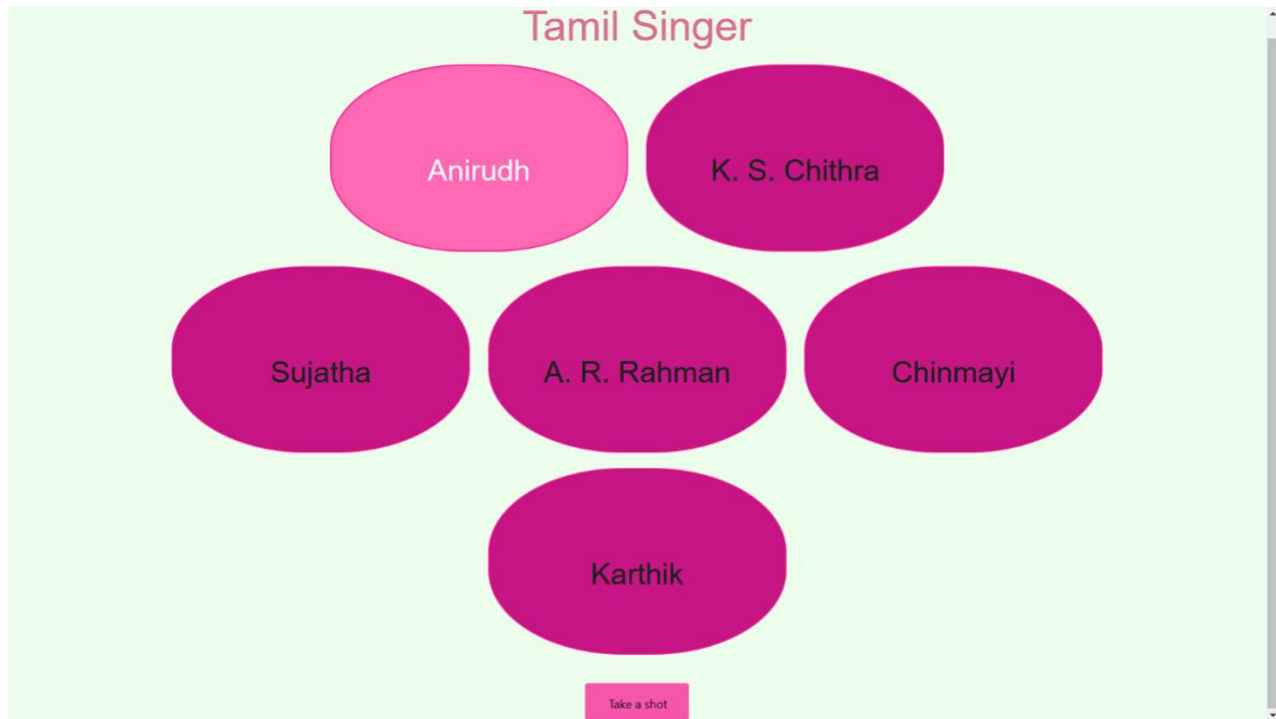 Tamil Singer
Anirudh
K. S. Chithra
Sujatha
A. R. Rahman
Chinmayi
Karthik
Take a shot